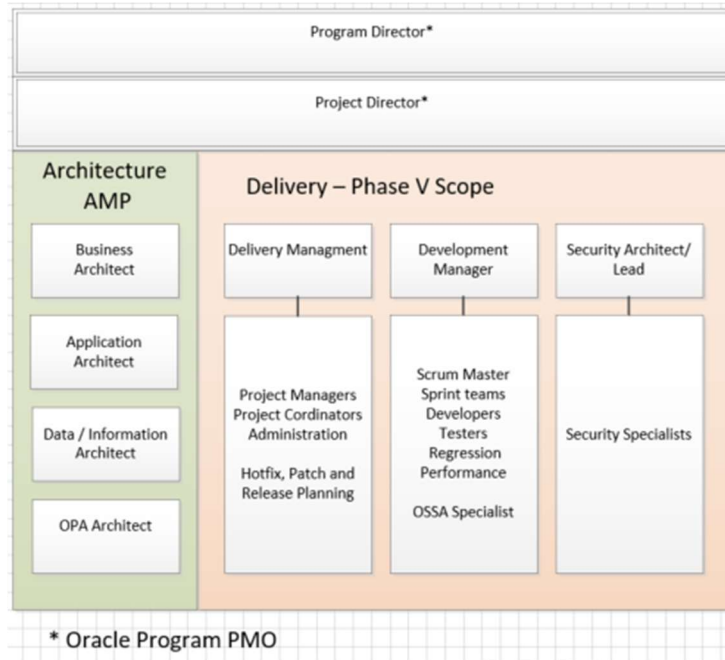 Program Director*
Project Director*
Architecture
AMP
Business
Architect
Application
Architect
Data / Information
Architect
OPA Architect
Delivery – Phase V Scope
Delivery Managment
Project Managers
Project Cordinators
Administration
Hotfix, Patch and
Release Planning
Development
Manager
Scrum Master
Sprint teams
Developers
Testers
Regression
Performance
OSSA Specialist
Security Architect/
Lead
Security Specialists
* Oracle Program PMO